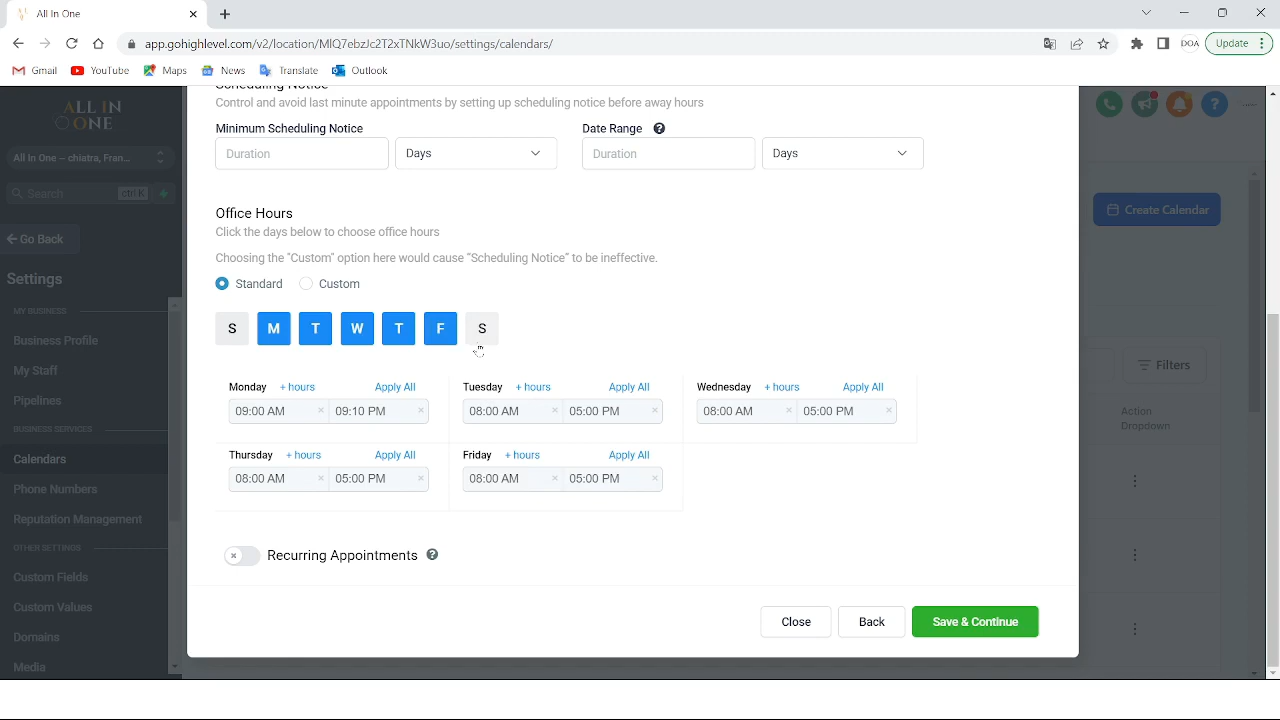 All In One
app.gohighlevel.com/v2/location/MlQ7ebzJc2T2xTNkW3uo/settings/calendars/
DOA
Update
Gmail
YouTube
Maps
News
Translate
Outlook
ALL IN
ONE
All In One – chiatra, Fran...
Search
ctrl K
Go Back
Settings
MY BUSINESS
Business Profile
My Staff
Pipelines
BUSINESS SERVICES
Calendars
Phone Numbers
Reputation Management
OTHER SETTINGS
Custom Fields
Custom Values
Domains
Media
Scheduling Notice
Control and avoid last minute appointments by setting up scheduling notice before away hours
Minimum Scheduling Notice
Duration
Days
Date Range
Duration
Days
Office Hours
Click the days below to choose office hours
Choosing the "Custom" option here would cause "Scheduling Notice" to be ineffective.
Standard
Custom
S M T W T F S
Monday + hours Apply All
09:00 AM × 09:10 PM ×
Tuesday + hours Apply All
08:00 AM × 05:00 PM ×
Wednesday + hours Apply All
08:00 AM × 05:00 PM ×
Thursday + hours Apply All
08:00 AM × 05:00 PM ×
Friday + hours Apply All
08:00 AM × 05:00 PM ×
Recurring Appointments
Close
Back
Save & Continue
Create Calendar
Filters
Action
Dropdown